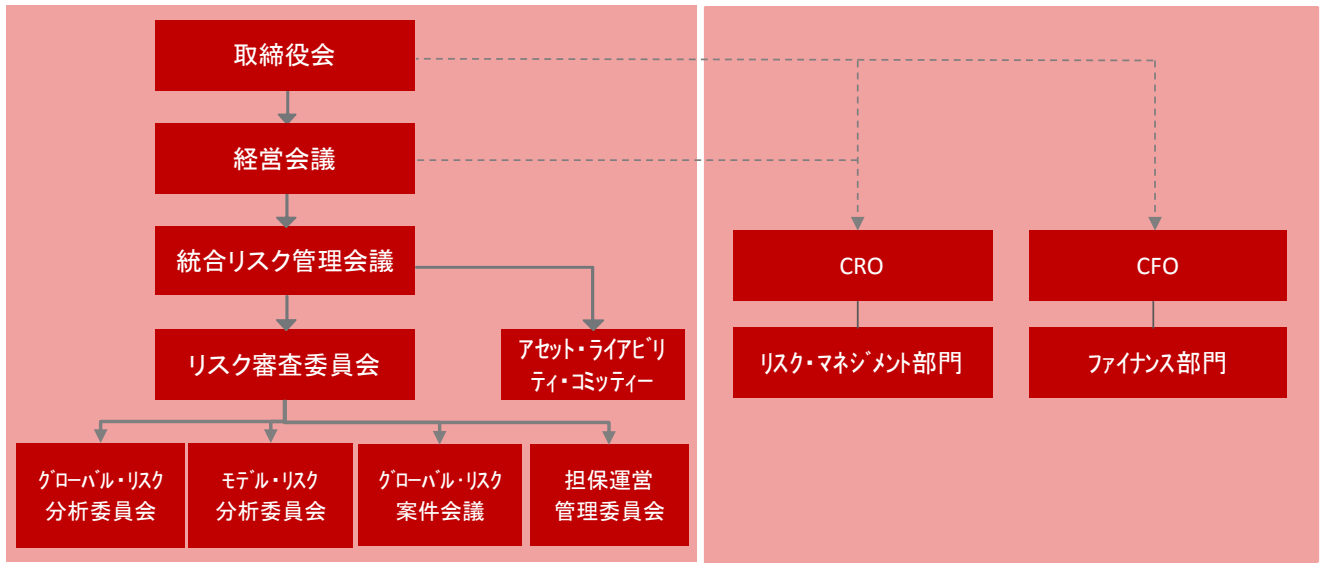 取締役会
経営会議
統合リスク管理会議
リスク審査委員会
アセット・ライアビリ
ティ・コミッティー
グローバル・リスク
分析委員会
モデル・リスク
分析委員会
グローバル・リスク
案件会議
担保運営
管理委員会
CRO
CFO
リスク・マネジメント部門
ファイナンス部門